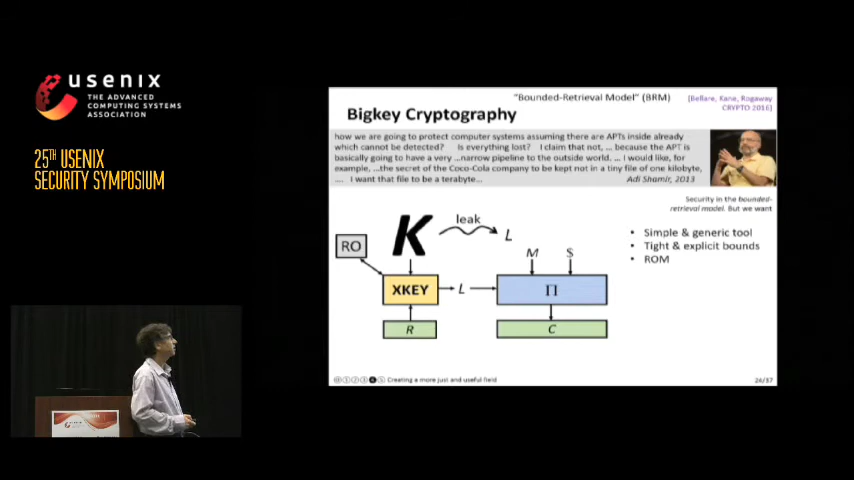 usenix
THE ADVANCED
COMPUTING SYSTEMS
ASSOCIATION
25TH USENIX
SECURITY SYMPOSIUM
"Bounded-Retrieval Model" (BRM)
[Bellare, Kane, Rogaway
CRYPTO 2016]
Bigkey Cryptography
how we are going to protect computer systems assuming there are APTs inside already
which cannot be detected? Is everything lost? I claim that not, ... because the APT is
basically going to have a very ...narrow pipeline to the outside world. ... I would like, for
example, ...the secret of the Coco-Cola company to be kept not in a tiny file of one kilobyte,
.... I want that file to be a terabyte... Adi Shamir, 2013
Security in the bounded-
retrieval model. But we want
• Simple & generic tool
• Tight & explicit bounds
• ROM
K leak L
RO
M $
XKEY L Π
R C
Creating a more just and useful field
24/37
usenix